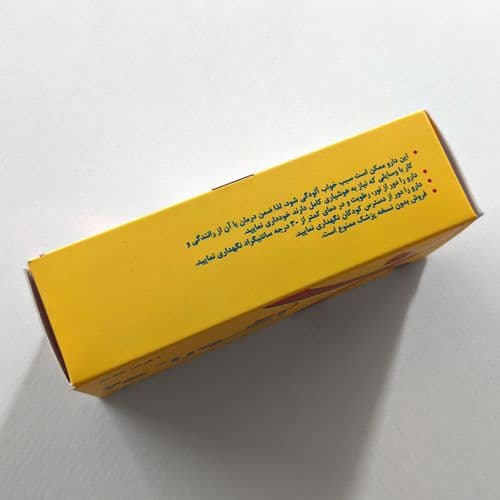 • این دارو ممکن است سبب خواب آلودگی شود، لذا ضمن درمان با آن از رانندگی و
کار با وسایلی که نیاز به هوشیاری کامل دارند خودداری نمایید.
• دارو را دور از نور، رطوبت و در دمای کمتر از ۳۰ درجه سانتیگراد نگهداری نمایید.
• دارو را دور از دسترس کودکان نگهداری نمایید.
• فروش بدون نسخه پزشک ممنوع است.